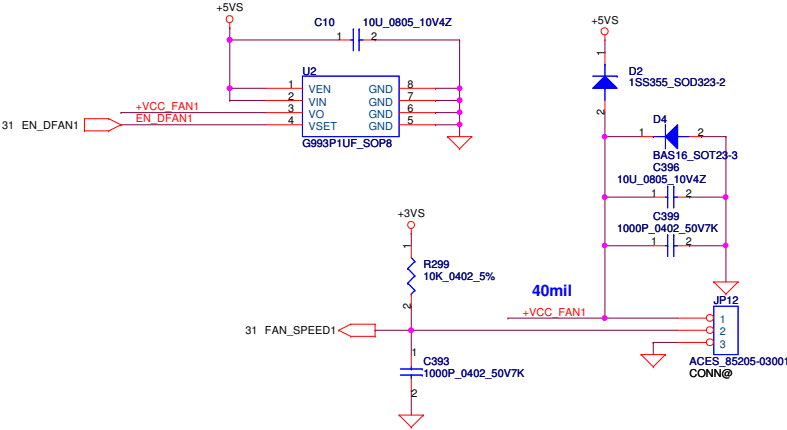 +5VS
C10
10U_0805_10V4Z
1
2
U2
1
VEN
GND
8
2
VIN
GND
7
+VCC_FAN1
3
VO
GND
6
31
EN_DFAN1
EN_DFAN1
4
VSET
GND
5
G993P1UF_SOP8
+5VS
1
D2
1SS355_SOD323-2
2
D4
1
2
BAS16_SOT23-3
C396
10U_0805_10V4Z
1
2
C399
1000P_0402_50V7K
1
2
+3VS
1
R299
10K_0402_5%
2
40mil
+VCC_FAN1
JP12
1
2
3
31
FAN_SPEED1
ACES_85205-03001
CONN@
1
C393
1000P_0402_50V7K
2